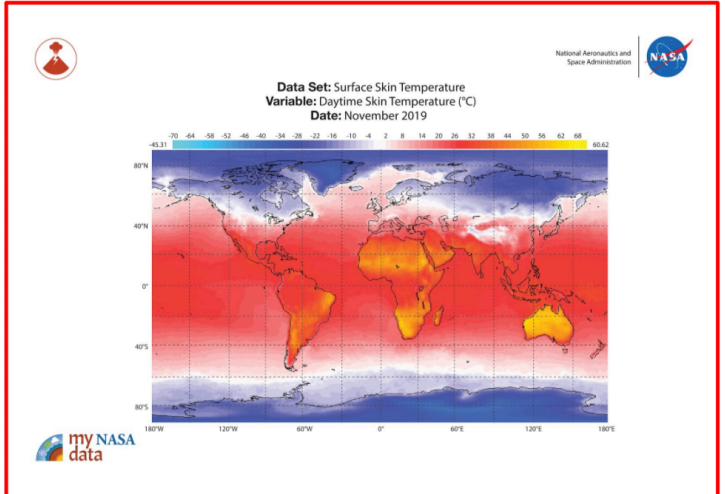 National Aeronautics and
Space Administration
NASA
Data Set: Surface Skin Temperature
Variable: Daytime Skin Temperature (°C)
Date: November 2019
-70 -64 -58 -52 -46 -40 -34 -28 -22 -16 -10 -4 2 8 14 20 26 32 38 44 50 56 62 68
-45.31 60.62
80°N
40°N
0°
40°S
80°S
180°W 120°W 60°W 0° 60°E 120°E 180°E
my NASA
data